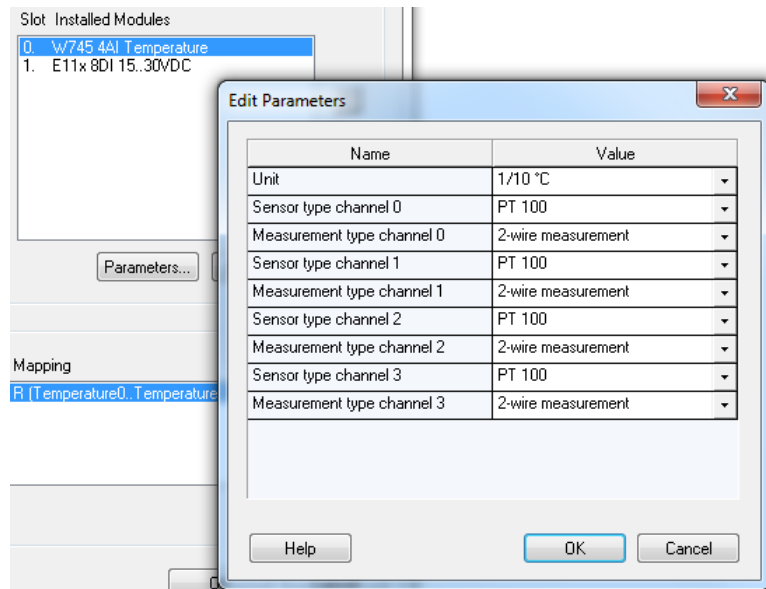 Slot Installed Modules
0. W745 4AI Temperature
1. E11x 8DI 15..30VDC
Edit Parameters
Name Value
Unit 1/10 °C
Sensor type channel 0 PT 100
Measurement type channel 0 2-wire measurement
Sensor type channel 1 PT 100
Measurement type channel 1 2-wire measurement
Sensor type channel 2 PT 100
Measurement type channel 2 2-wire measurement
Sensor type channel 3 PT 100
Measurement type channel 3 2-wire measurement
Parameters...
Mapping
R (Temperature0..Temperature
Help OK Cancel